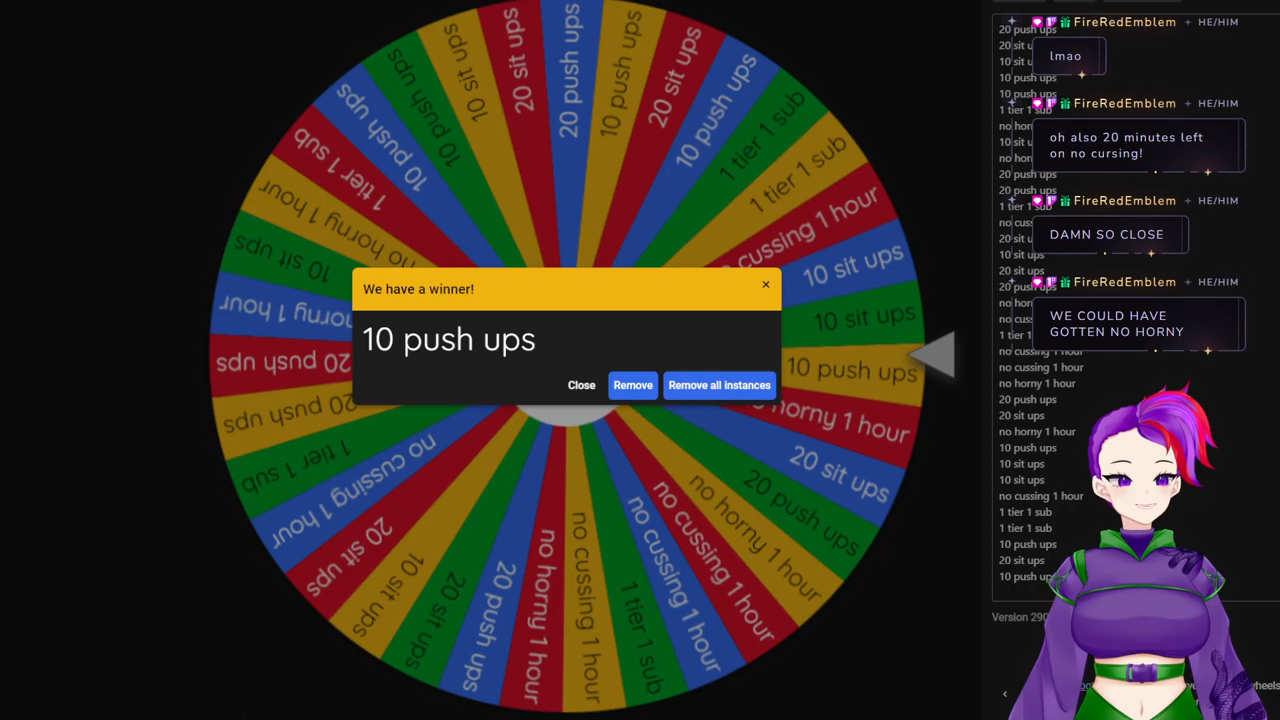 20 push ups
10 push ups
20 sit ups
10 push ups
1 tier 1 sub
1 tier 1 sub
cussing 1 hour
10 sit ups
10 sit ups
10 push ups
horny 1 hour
20 sit ups
20 push ups
no horny 1 hour
no cussing 1 hour
no cussing 1 hour
1 tier 1 sub
no cussing 1 hour
no horny 1 hour
20 push ups
20 sit ups
10 sit ups
20 sit ups
no cussing 1 hour
1 tier 1 sub
20 push ups
20 push ups
horny 1 hour
10 sit ups
no horny 1 hour
1 tier 1 sub
10 push ups
10 push ups
10 sit ups
20 sit ups
We have a winner!
×
10 push ups
Close
Remove
Remove all instances
FireRedEmblem + HE/HIM
lmao
FireRedEmblem + HE/HIM
oh also 20 minutes left
on no cursing!
FireRedEmblem + HE/HIM
DAMN SO CLOSE
FireRedEmblem + HE/HIM
WE COULD HAVE
GOTTEN NO HORNY
20 push ups
20 sit
10 sit
10 push ups
10 push ups
10 sit
20 push ups
20 push ups
1 tier 1 sub
20 sit
10 sit ups
20 sit ups
20 push ups
1 tier 1
no cussing 1 hour
no cussing 1 hour
no horny 1 hour
20 push ups
20 sit ups
no horny 1 hour
10 push ups
10 sit ups
10 sit ups
no cussing 1 hour
1 tier 1 sub
1 tier 1 sub
10 push ups
20 sit ups
10 push ups
Version 290
wheels